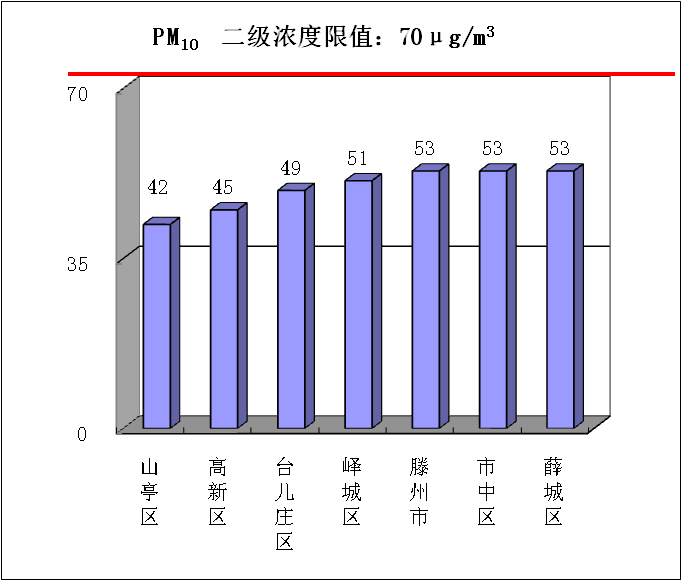 PM10 二级浓度限值：70μg/m³
70
35
0
42
45
49
51
53
53
53
山亭区
高新区
台儿庄区
峄城区
滕州市
市中区
薛城区